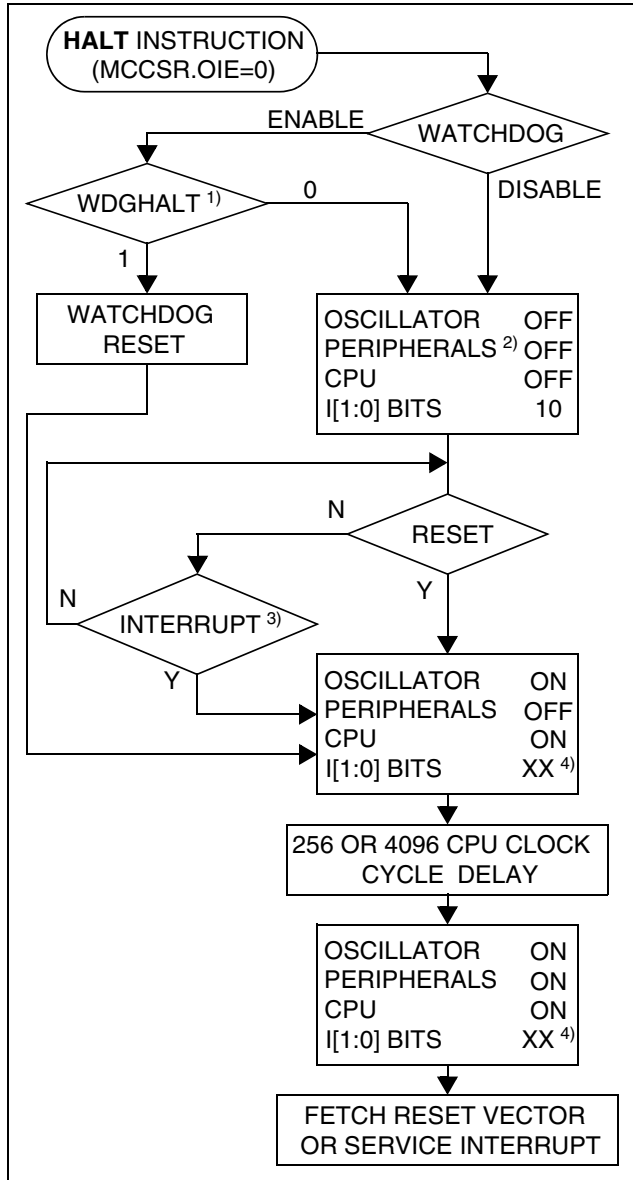 HALT INSTRUCTION
(MCCSR.OIE=0)
ENABLE
WATCHDOG
WDGHALT 1)
0
DISABLE
1
WATCHDOG
RESET
OSCILLATOR OFF
PERIPHERALS 2) OFF
CPU OFF
I[1:0] BITS 10
N
RESET
N
INTERRUPT 3)
Y
Y
OSCILLATOR ON
PERIPHERALS OFF
CPU ON
I[1:0] BITS XX 4)
256 OR 4096 CPU CLOCK
CYCLE DELAY
OSCILLATOR ON
PERIPHERALS ON
CPU ON
I[1:0] BITS XX 4)
FETCH RESET VECTOR
OR SERVICE INTERRUPT